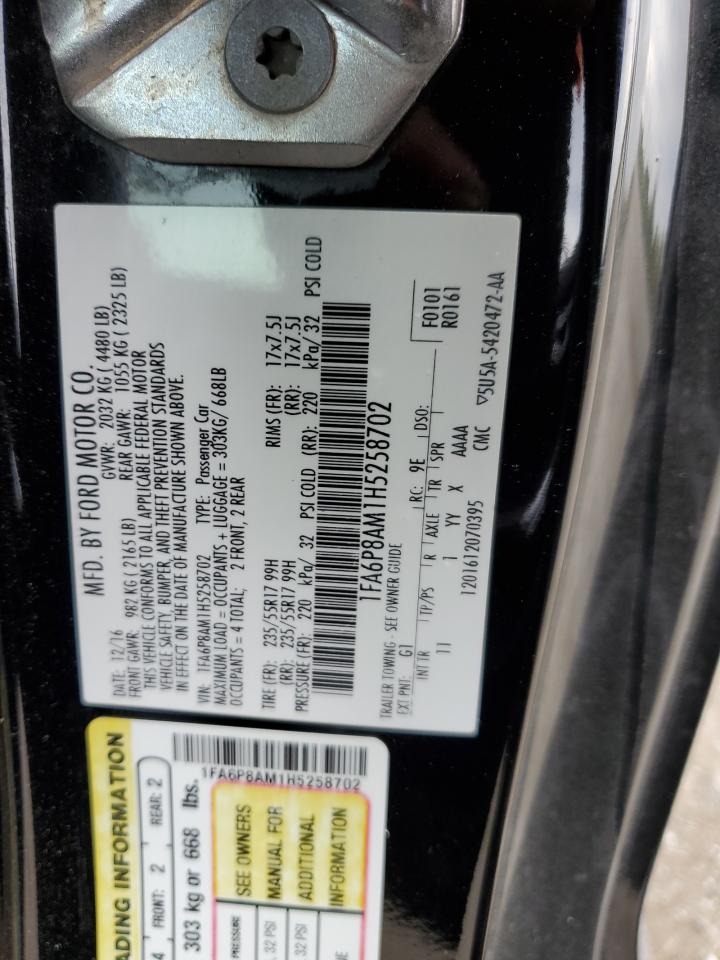 MFD. BY FORD MOTOR CO.
DATE: 12/16 GVWR: 2032 KG ( 4480 LB)
FRONT GAWR: 982 KG ( 2165 LB) REAR GAWR: 1055 KG ( 2325 LB)
THIS VEHICLE CONFORMS TO ALL APPLICABLE FEDERAL MOTOR
VEHICLE SAFETY, BUMPER, AND THEFT PREVENTION STANDARDS
IN EFFECT ON THE DATE OF MANUFACTURE SHOWN ABOVE.
VIN: 1FA6P8AM1H5258702 TYPE: Passenger Car
MAXIMUM LOAD = OCCUPANTS + LUGGAGE = 303KG/ 668LB
OCCUPANTS = 4 TOTAL; 2 FRONT, 2 REAR
TIRE (FR): 235/55R17 99H RIMS (FR): 17x7.5J
(RR): 235/55R17 99H (RR): 17x7.5J
PRESSURE (FR): 220 kPa/ 32 PSI COLD (RR): 220 kPa/ 32 PSI COLD
1FA6P8AM1H5258702
TRAILER TOWING - SEE OWNER GUIDE F0101
R0161
EXT PNT: G1 RC: 9E DSO:
INT TR TP/PS R AXLE TR SPR
11 1 YY X AAAA
1201612070395 CMC ▽5U5A-5420472-AA
1FA6P8AM1H5258702
ADING INFORMATION
4 FRONT: 2 REAR: 2
303 kg or 668 lbs.
PRESSURE SEE OWNERS
32 PSI MANUAL FOR
32 PSI ADDITIONAL
INFORMATION